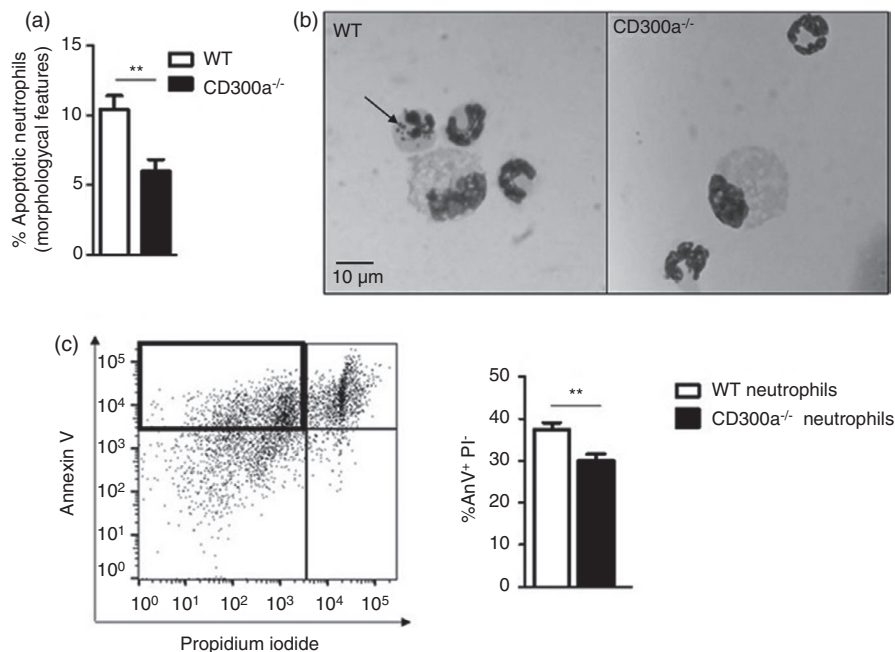 (a)
15
10
5
0
% Apoptotic neutrophils
(morphologycal features)
**
WT
CD300a-/-
(b)
WT
CD300a-/-
10 µm
(c)
10⁵
10⁴
10³
10²
10¹
10⁰
Annexin V
10⁰ 10¹ 10² 10³ 10⁴ 10⁵
Propidium iodide
50
40
30
20
10
0
%AnV⁺ PI⁻
**
WT neutrophils
CD300a-/- neutrophils